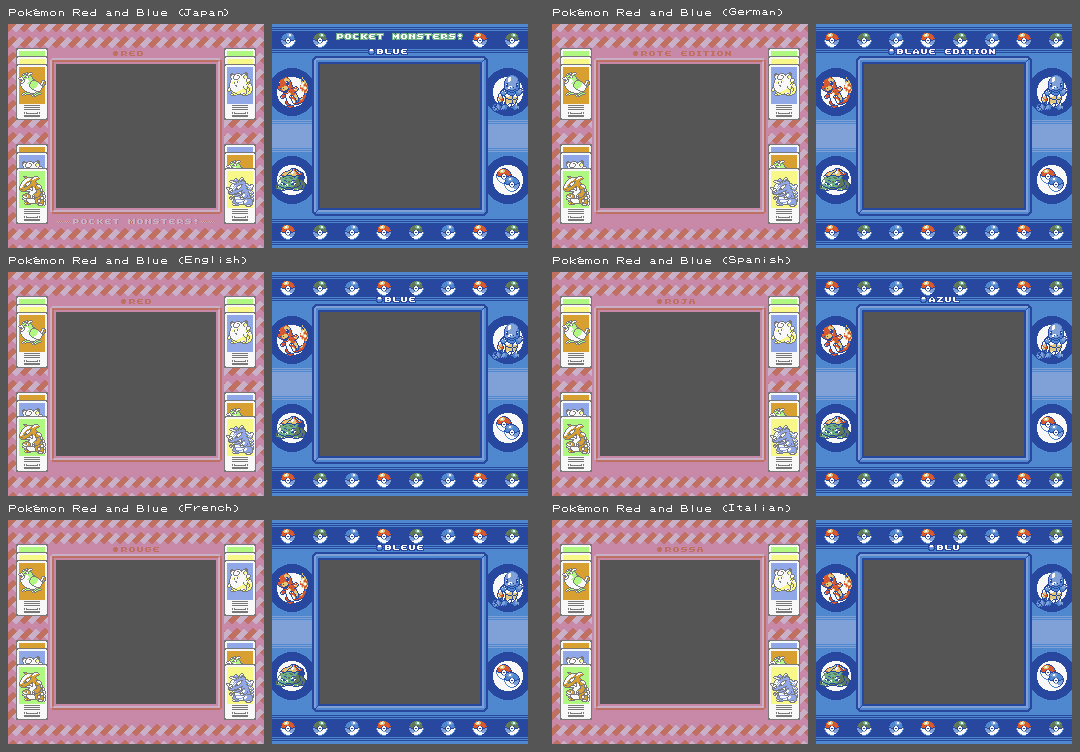 Pokémon Red and Blue (Japan)
RED
POCKET MONSTERS!
POCKET MONSTERS!
BLUE
Pokémon Red and Blue (German)
ROTE EDITION
BLAUE EDITION
Pokémon Red and Blue (English)
RED
BLUE
Pokémon Red and Blue (Spanish)
ROJA
AZUL
Pokémon Red and Blue (French)
ROUGE
BLEUE
Pokémon Red and Blue (Italian)
ROSSA
BLU